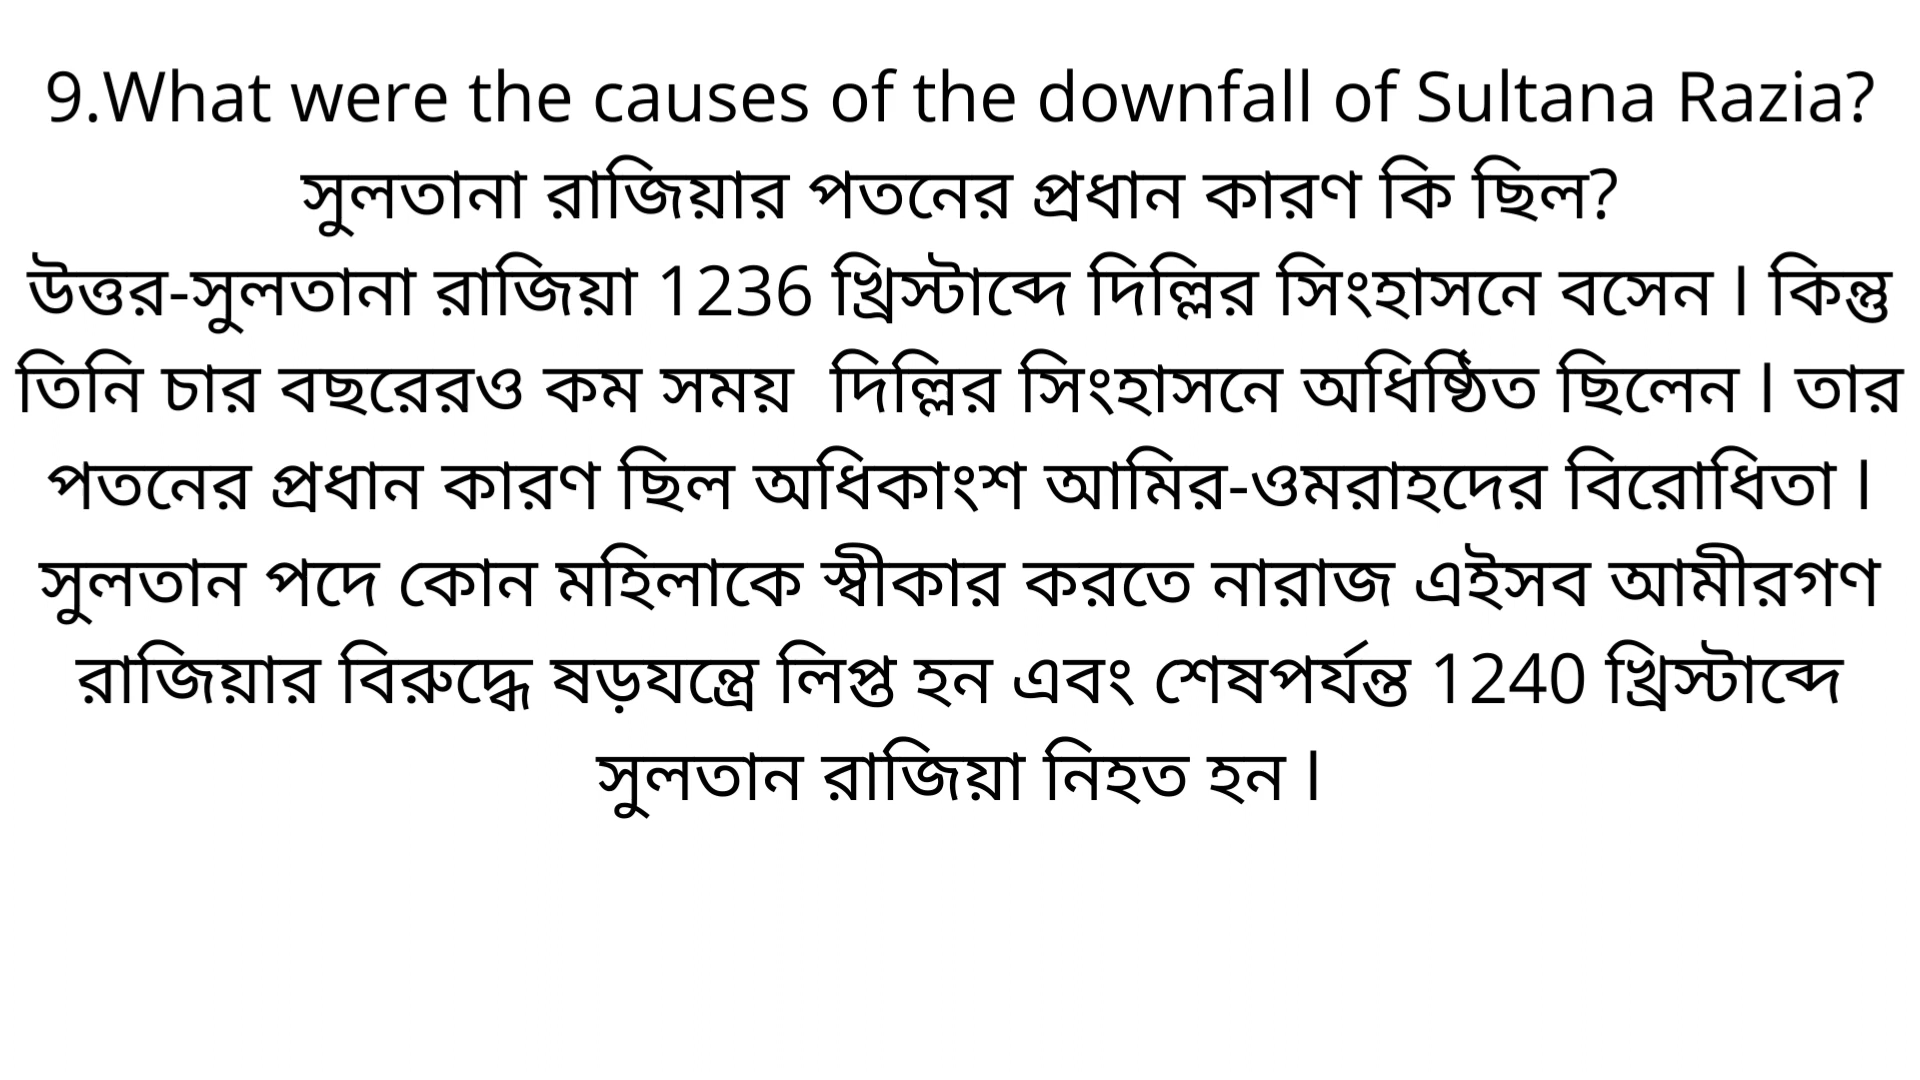 9.What were the causes of the downfall of Sultana Razia?
সুলতানা রাজিয়ার পতনের প্রধান কারণ কি ছিল?
উত্তর-সুলতানা রাজিয়া 1236 খ্রিস্টাব্দে দিল্লির সিংহাসনে বসেন l কিন্তু
তিনি চার বছরেরও কম সময়  দিল্লির সিংহাসনে অধিষ্ঠিত ছিলেন l তার
পতনের প্রধান কারণ ছিল অধিকাংশ আমির-ওমরাহদের বিরোধিতা l
সুলতান পদে কোন মহিলাকে স্বীকার করতে নারাজ এইসব আমীরগণ
রাজিয়ার বিরুদ্ধে ষড়যন্ত্রে লিপ্ত হন এবং শেষপর্যন্ত 1240 খ্রিস্টাব্দে
সুলতান রাজিয়া নিহত হন l